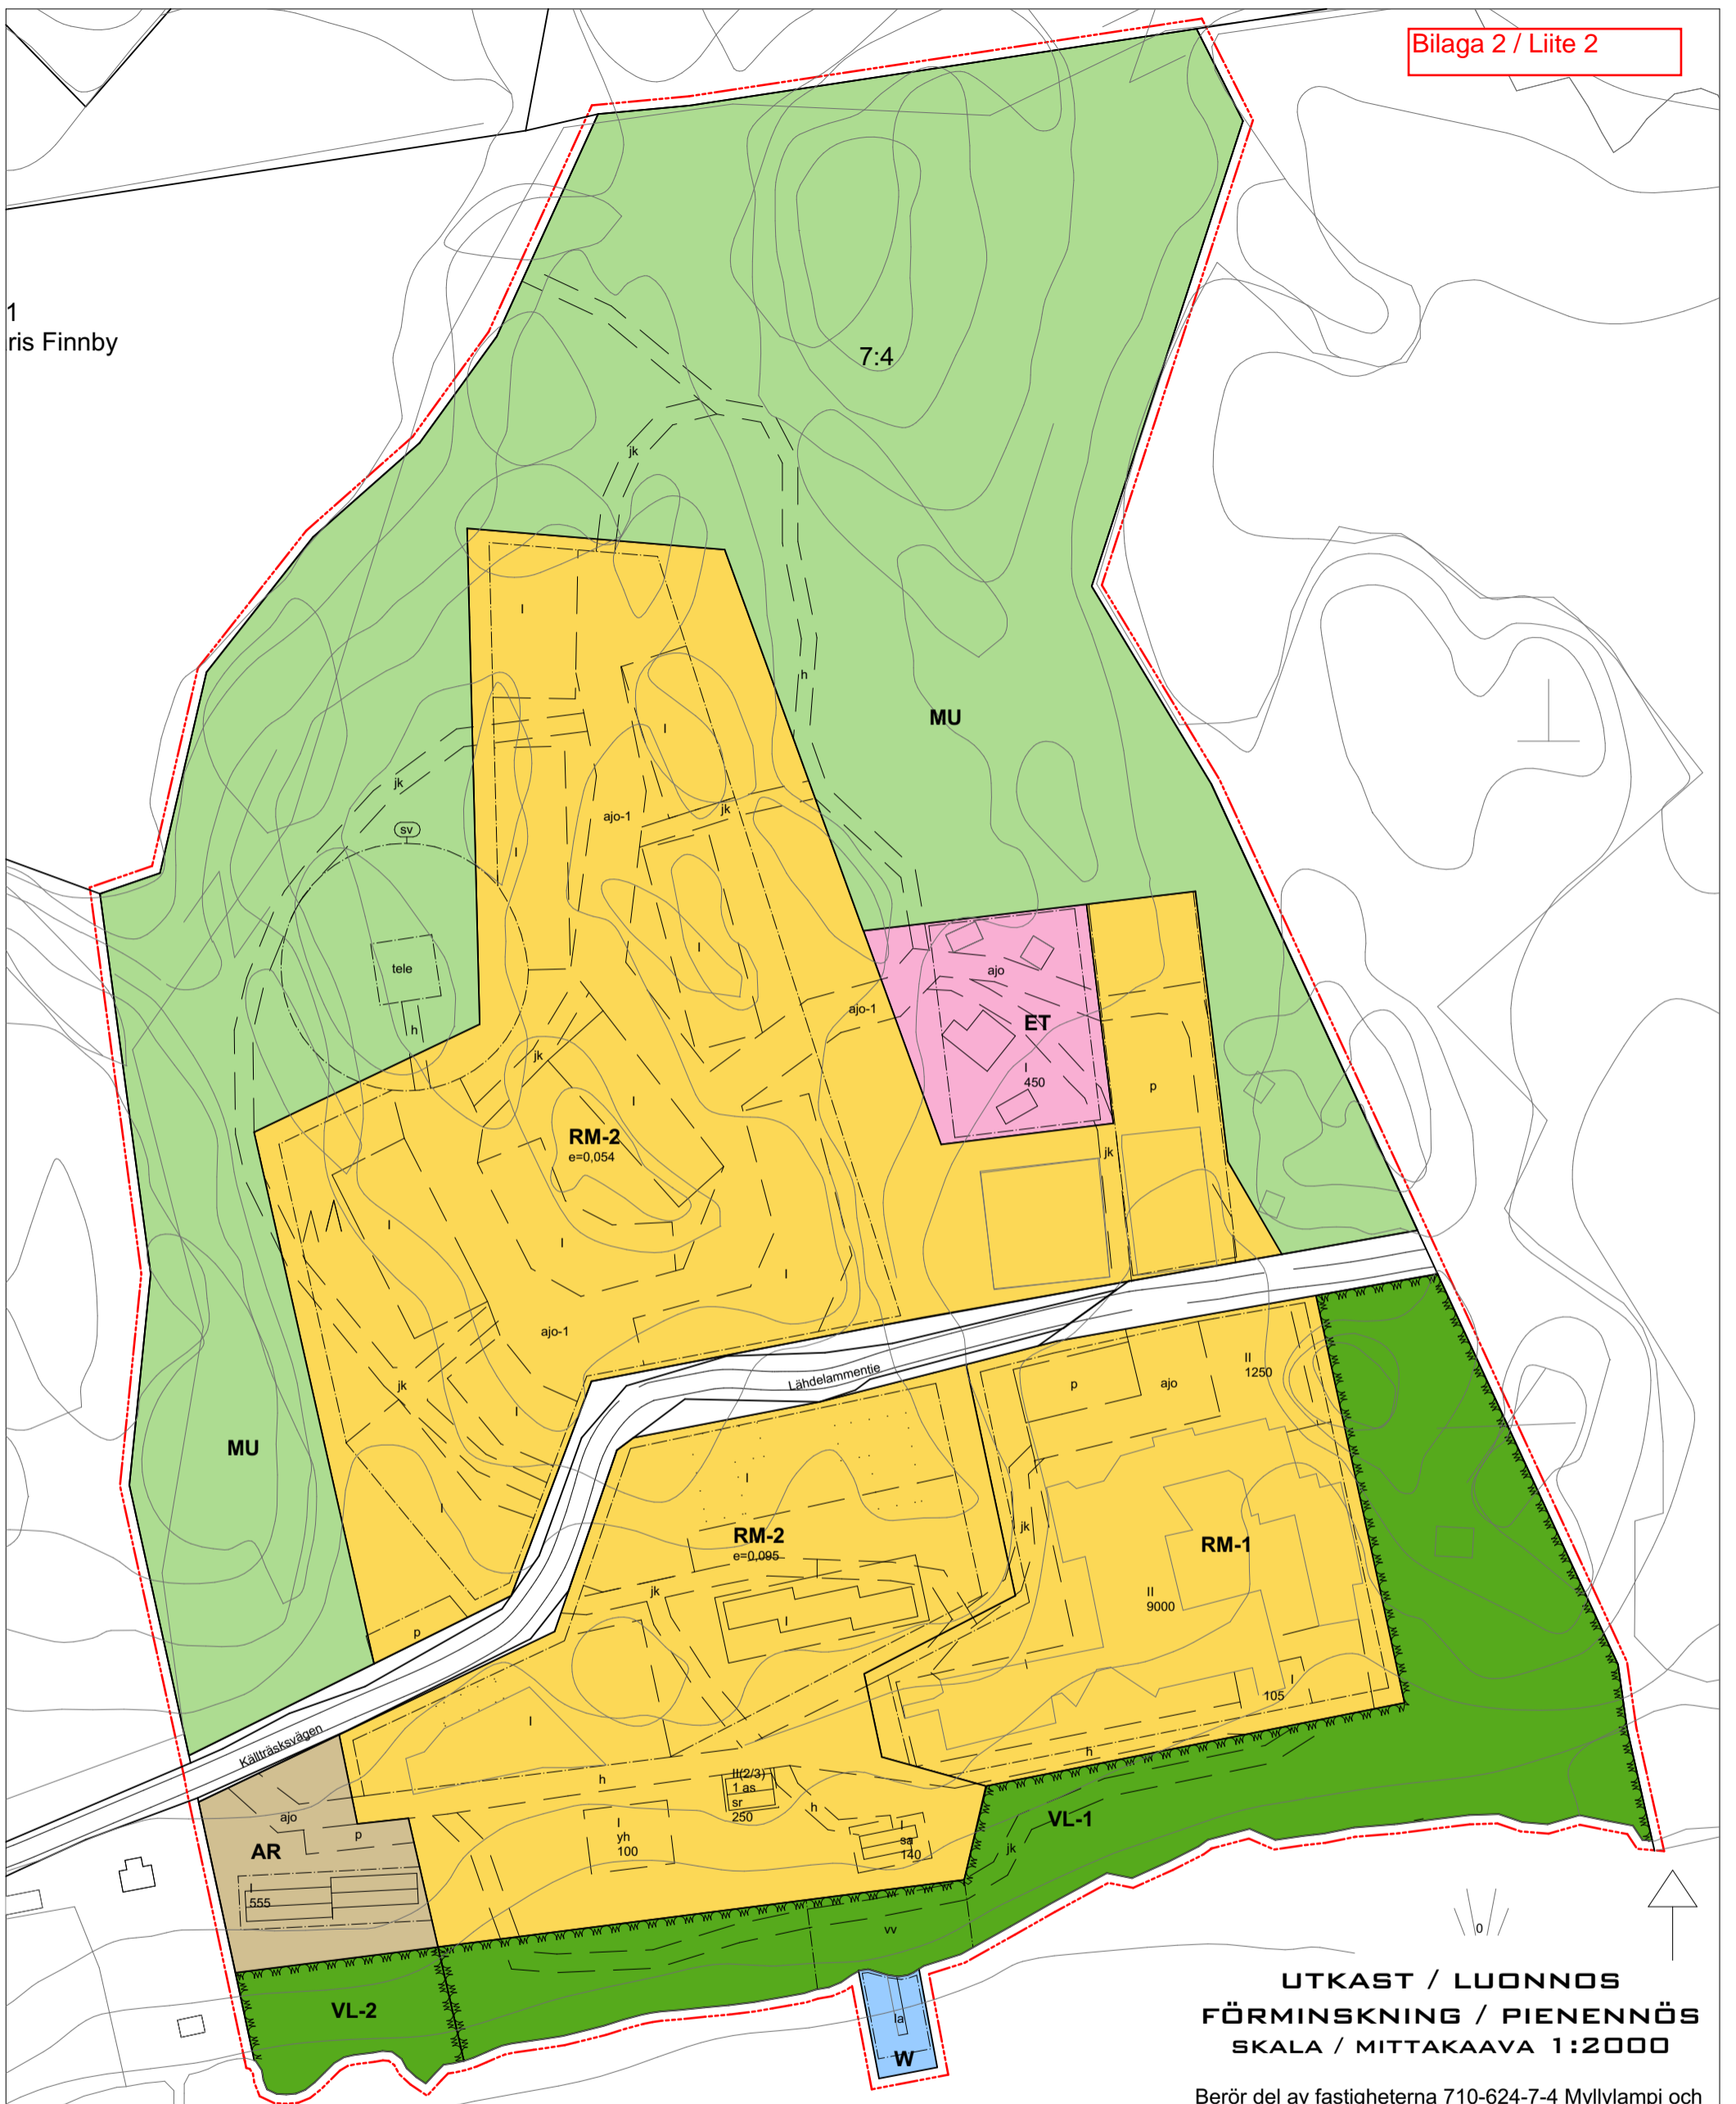 Bilaga 2 / Liite 2
1
ris Finnby
7:4
jk
I
h
MU
I
jk
ajo-1
jk
sv
I
I
tele
h
ajo
ajo-1
ET
I
450
jk
p
I
RM-2
e=0,054
jk
I
I
I
ajo-1
Lähdelammentie
II
1250
p
ajo
jk
I
MU
I
I
RM-2
e=0,095
jk
RM-1
II
9000
jk
I
p
I
105
I
h
Källträsksvägen
h
II(2/3)
1 as
sr
250
h
ajo
p
AR
I
yh
100
I
sa
140
VL-1
jk
I
555
vv
0
VL-2
la
W
UTKAST / LUONNOS
FÖRMINSKNING / PIENENNÖS
SKALA / MITTAKAAVA 1:2000
Berör del av fastigheterna 710-624-7-4 Myllylampi och